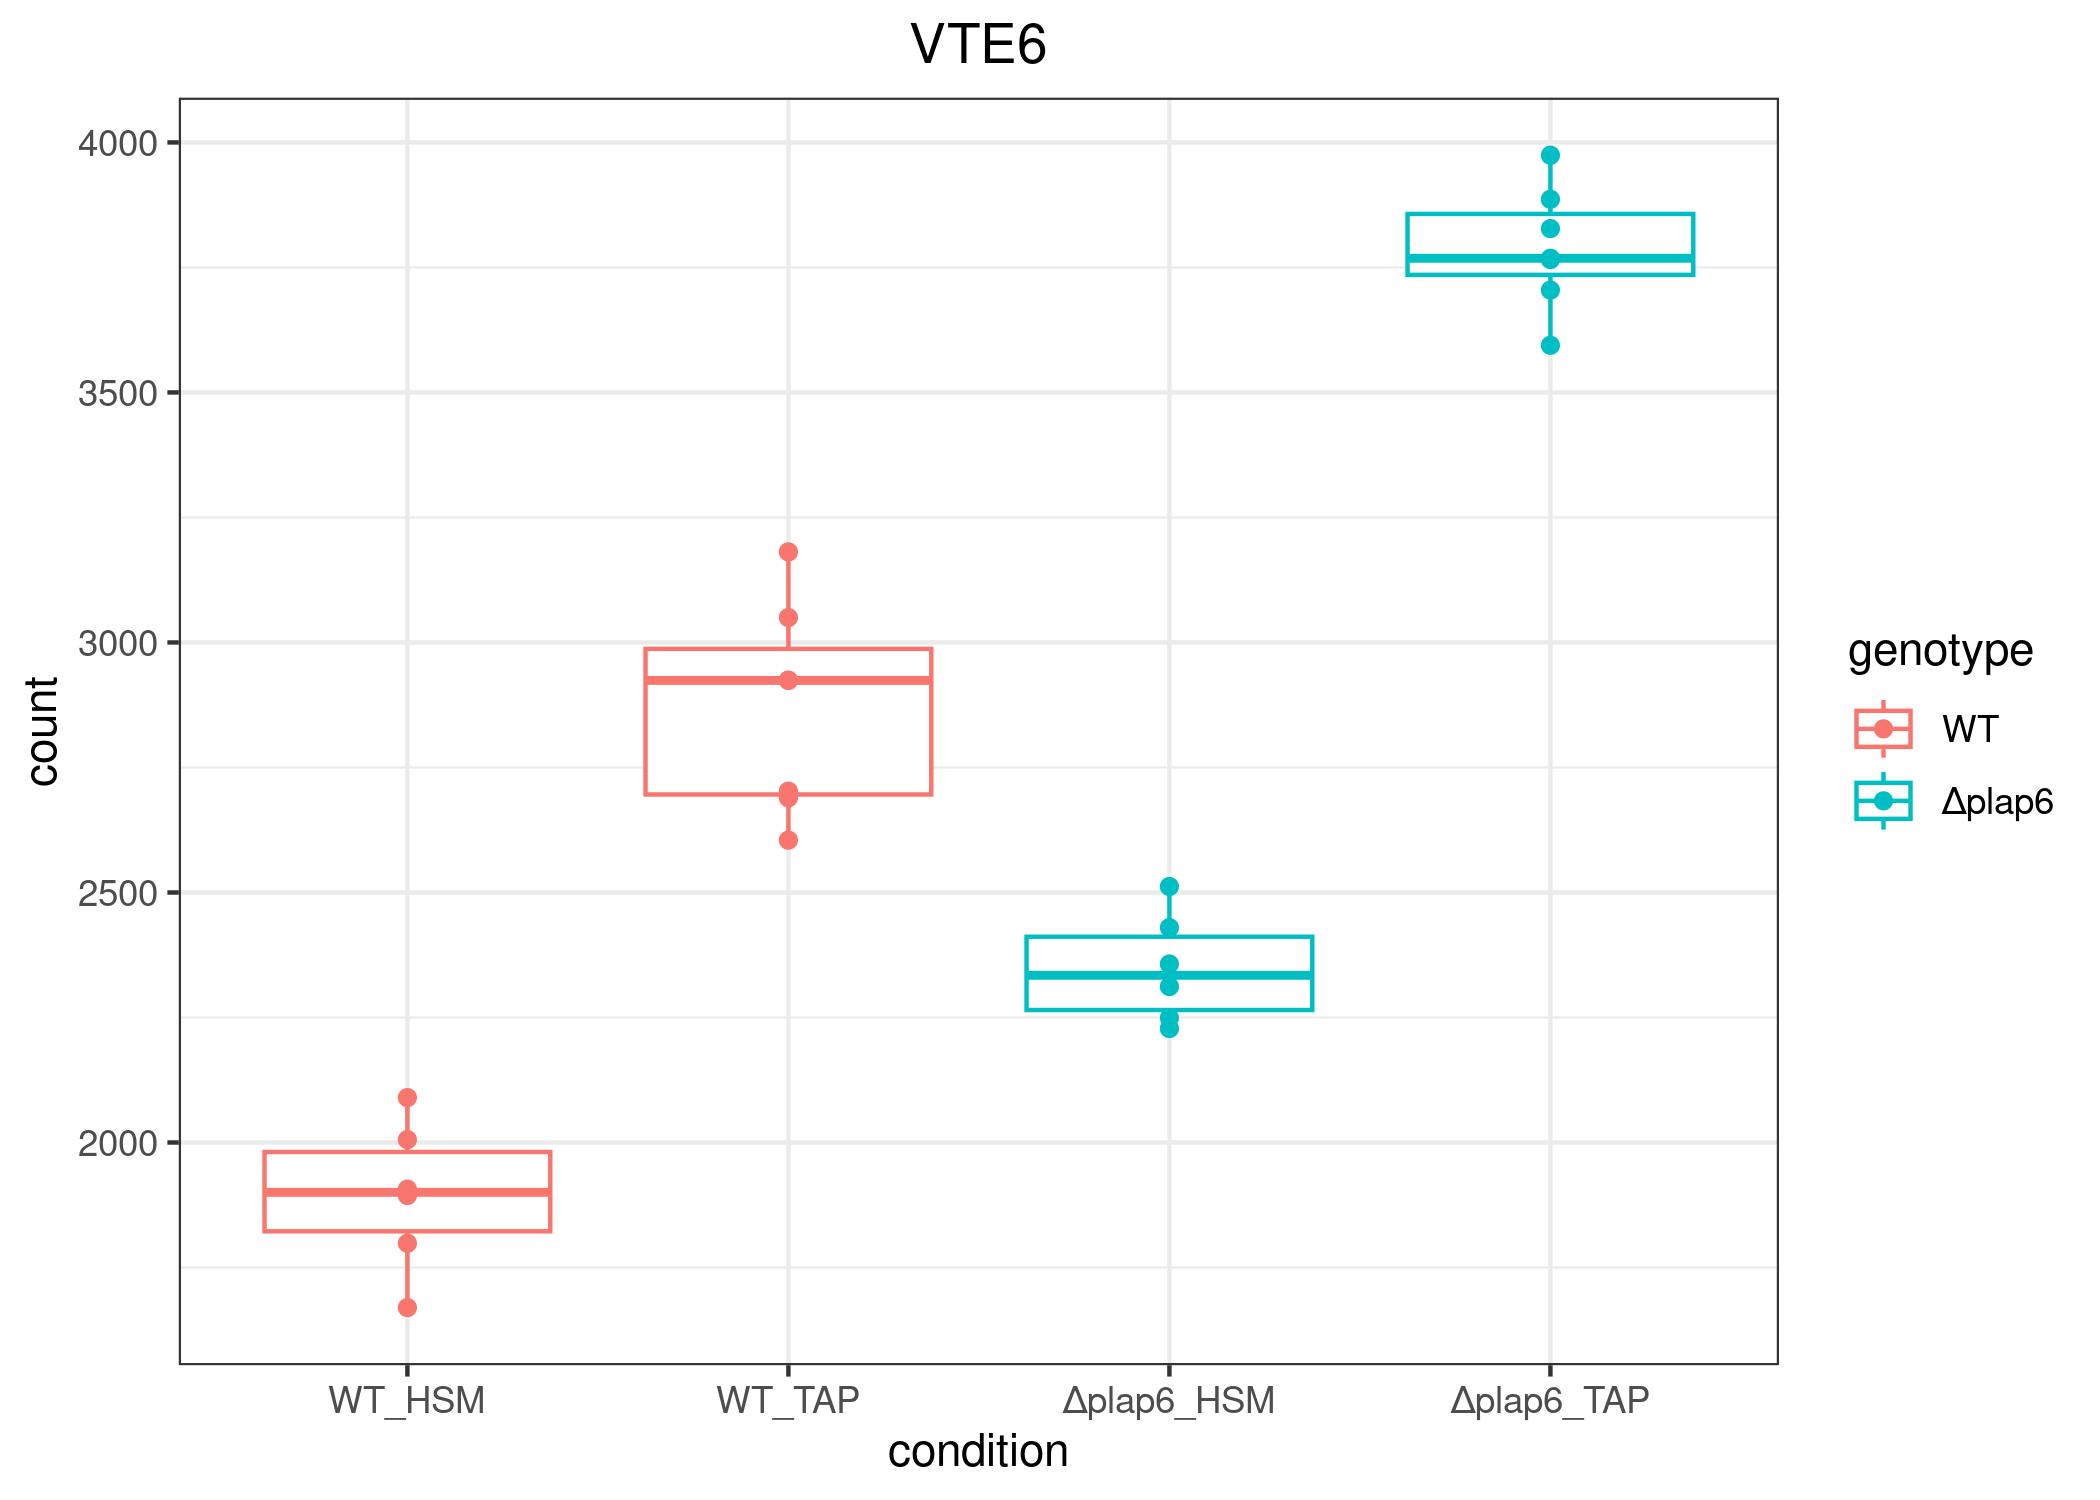 VTE6
count
4000
3500
3000
2500
2000
WT_HSM
WT_TAP
Δplap6_HSM
Δplap6_TAP
condition
genotype
WT
Δplap6